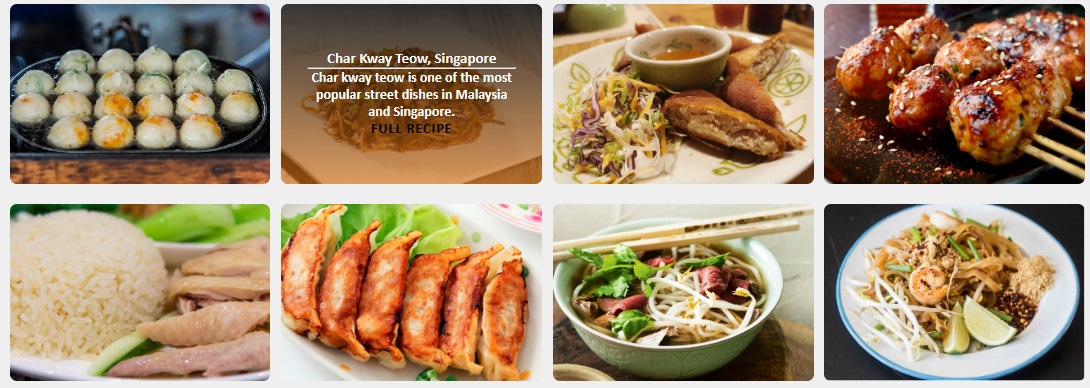 Char Kway Teow, Singapore
Char kway teow is one of the most
popular street dishes in Malaysia
and Singapore.
FULL RECIPE